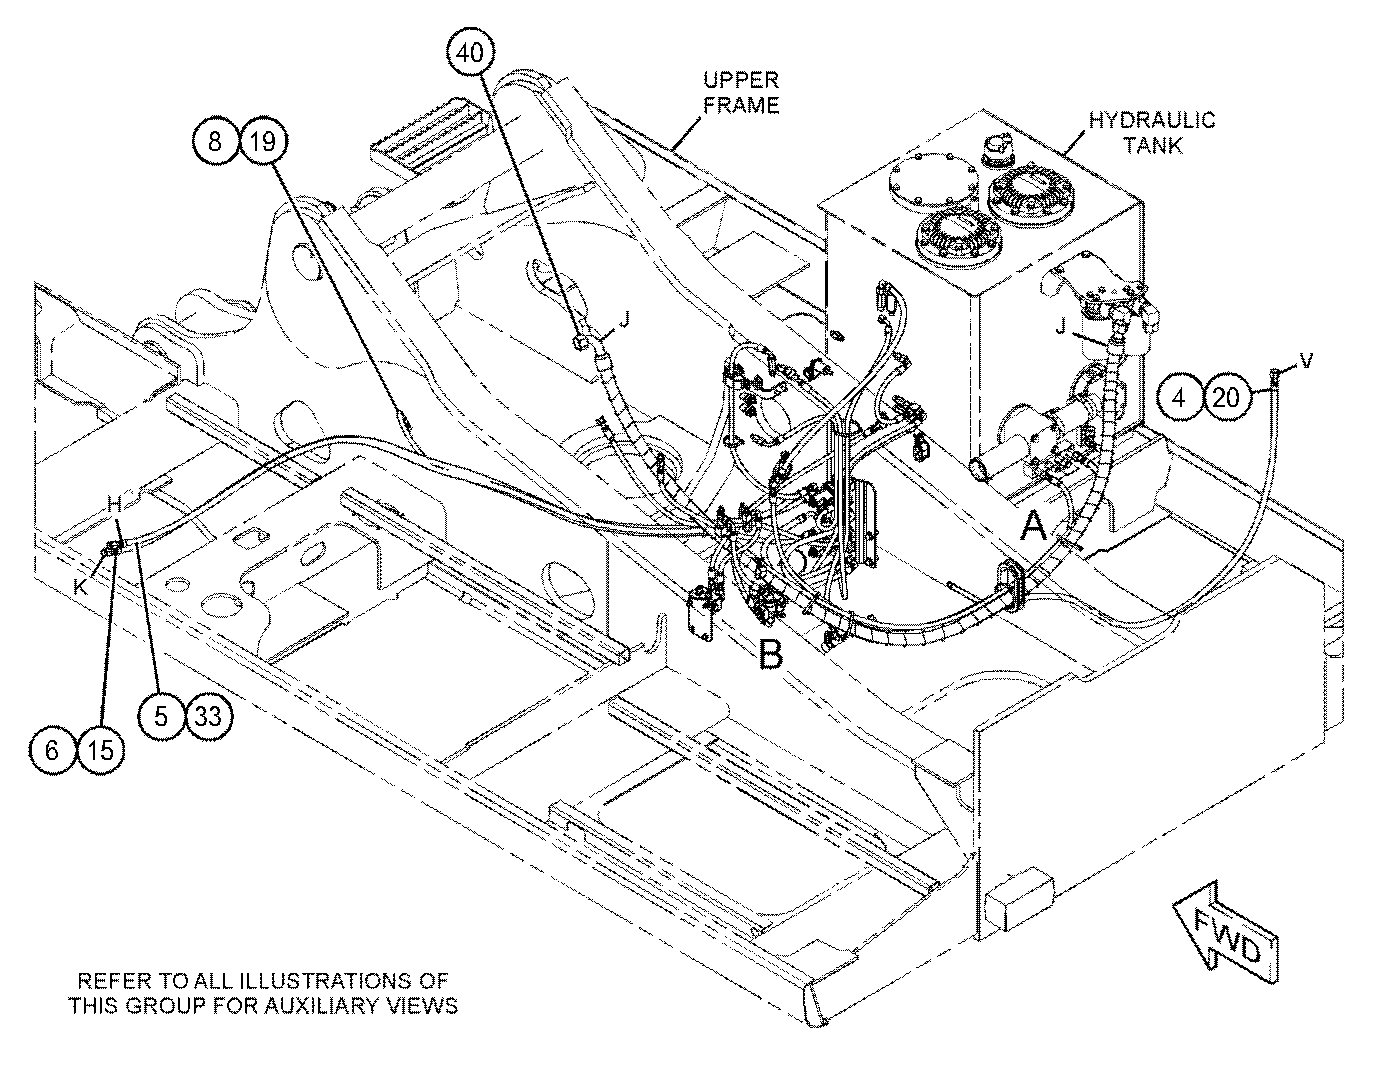 40
UPPER
FRAME
HYDRAULIC
TANK
8 19
J
J
V
4 20
H
K
A
B
5 33
6 15
FWD
REFER TO ALL ILLUSTRATIONS OF
THIS GROUP FOR AUXILIARY VIEWS